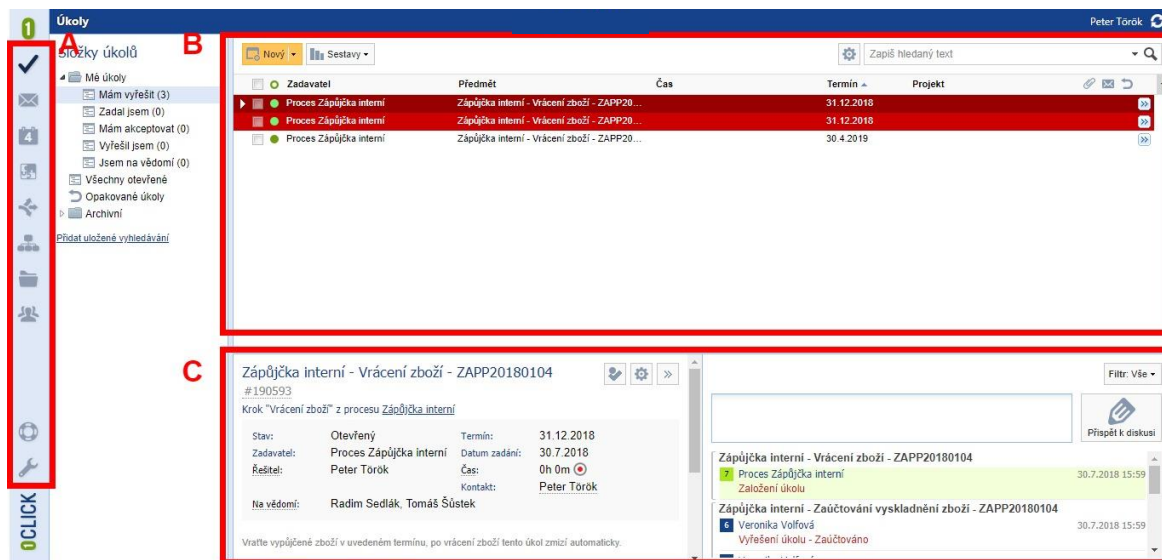 1
Úkoly
Peter Török
A
Složky úkolů
Mé úkoly
Mám vyřešit (3)
Zadal jsem (0)
Mám akceptovat (0)
Vyřešil jsem (0)
Jsem na vědomí (0)
Všechny otevřené
Opakované úkoly
Archivní
Přidat uložené vyhledávání
4
1CLICK
B
Nový
Sestavy
Zapiš hledaný text
Zadavatel Předmět Čas Termín Projekt
Proces Zápůjčka interní Zápůjčka interní - Vrácení zboží - ZAPP20... 31.12.2018
Proces Zápůjčka interní Zápůjčka interní - Vrácení zboží - ZAPP20... 31.12.2018
Proces Zápůjčka interní Zápůjčka interní - Vrácení zboží - ZAPP20... 30.4.2019
C
Zápůjčka interní - Vrácení zboží - ZAPP20180104
#190593
Krok "Vrácení zboží" z procesu Zápůjčka interní
Stav: Otevřený Termín: 31.12.2018
Zadavatel: Proces Zápůjčka interní Datum zadání: 30.7.2018
Řešitel: Peter Török Čas: 0h 0m
Kontakt: Peter Török
Na vědomí: Radim Sedlák, Tomáš Šůstek
Vraťte vypůjčené zboží v uvedeném termínu, po vrácení zboží tento úkol zmizí automaticky.
Filtr: Vše
Přispět k diskusi
Zápůjčka interní - Vrácení zboží - ZAPP20180104
7 Proces Zápůjčka interní 30.7.2018 15:59
Založení úkolu
Zápůjčka interní - Zaúčtování vyskladnění zboží - ZAPP20180104
6 Veronika Volfová 30.7.2018 15:59
Vyřešení úkolu - Zaúčtováno